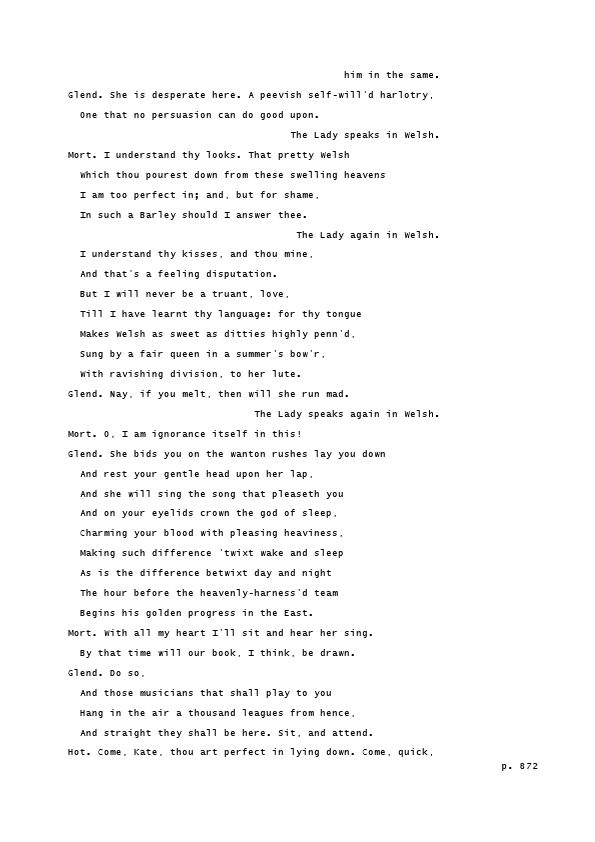 him in the same.
Glend. She is desperate here. A peevish self-will'd harlotry,
One that no persuasion can do good upon.
The Lady speaks in Welsh.
Mort. I understand thy looks. That pretty Welsh
Which thou pourest down from these swelling heavens
I am too perfect in; and, but for shame,
In such a Barley should I answer thee.
The Lady again in Welsh.
I understand thy kisses, and thou mine,
And that's a feeling disputation.
But I will never be a truant, love,
Till I have learnt thy language: for thy tongue
Makes Welsh as sweet as ditties highly penn'd,
Sung by a fair queen in a summer's bow'r,
With ravishing division, to her lute.
Glend. Nay, if you melt, then will she run mad.
The Lady speaks again in Welsh.
Mort. O, I am ignorance itself in this!
Glend. She bids you on the wanton rushes lay you down
And rest your gentle head upon her lap,
And she will sing the song that pleaseth you
And on your eyelids crown the god of sleep,
Charming your blood with pleasing heaviness,
Making such difference 'twixt wake and sleep
As is the difference betwixt day and night
The hour before the heavenly-harness'd team
Begins his golden progress in the East.
Mort. With all my heart I'll sit and hear her sing.
By that time will our book, I think, be drawn.
Glend. Do so,
And those musicians that shall play to you
Hang in the air a thousand leagues from hence,
And straight they shall be here. Sit, and attend.
Hot. Come, Kate, thou art perfect in lying down. Come, quick,
p. 872